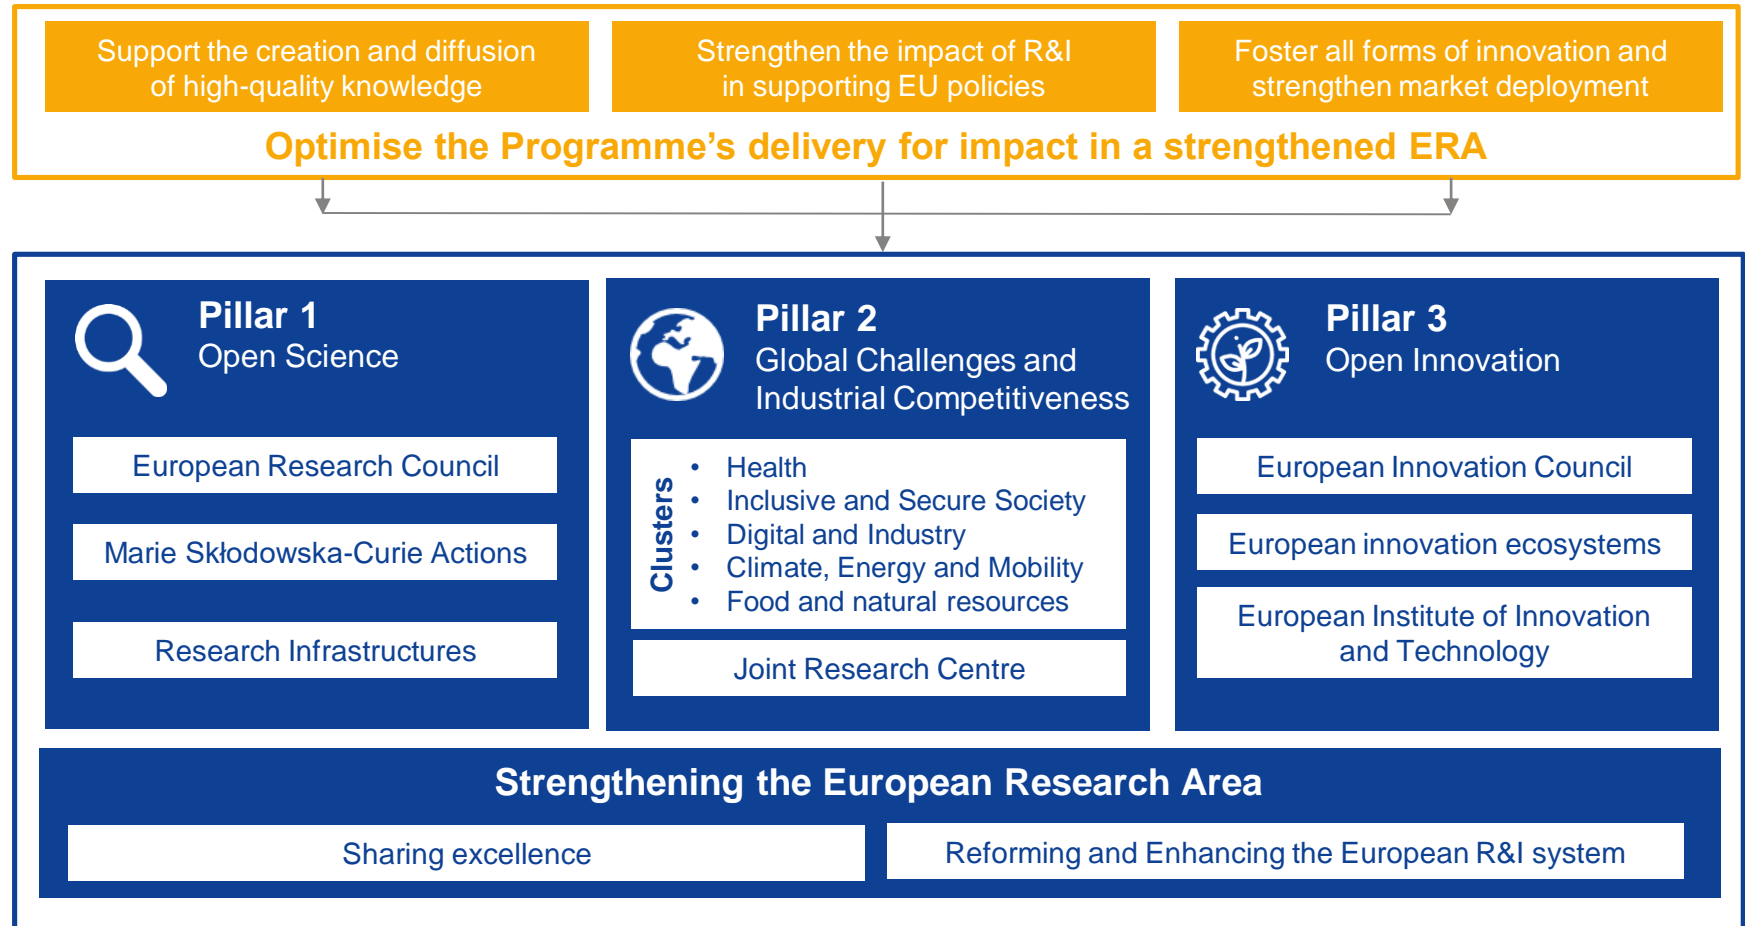 Support the creation and diffusion
of high-quality knowledge
Strengthen the impact of R&I
in supporting EU policies
Foster all forms of innovation and
strengthen market deployment
Optimise the Programme’s delivery for impact in a strengthened ERA
Pillar 1
Open Science
European Research Council
Marie Skłodowska-Curie Actions
Research Infrastructures
Pillar 2
Global Challenges and
Industrial Competitiveness
Clusters
• Health
• Inclusive and Secure Society
• Digital and Industry
• Climate, Energy and Mobility
• Food and natural resources
Joint Research Centre
Pillar 3
Open Innovation
European Innovation Council
European innovation ecosystems
European Institute of Innovation
and Technology
Strengthening the European Research Area
Sharing excellence
Reforming and Enhancing the European R&I system